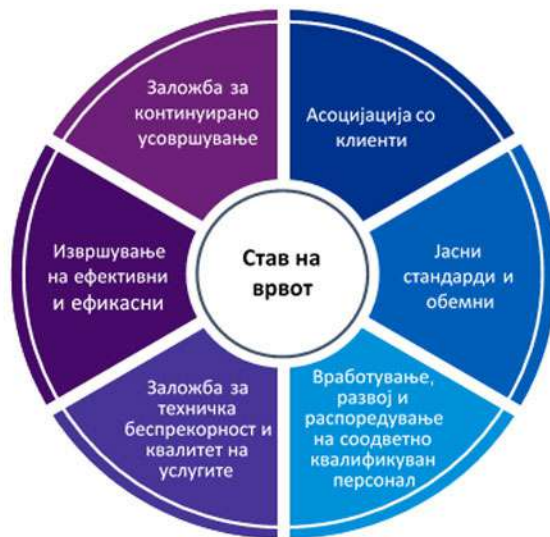 Заложба за
континуирано
усовршување
Асоцијација со
клиенти
Извршување
на ефективни
и ефикасни
Став на
врвот
Јасни
стандарди и
обемни
Заложба за
техничка
беспрекорност и
квалитет на
услугите
Вработување,
развој и
распоредување
на соодветно
квалификуван
персонал